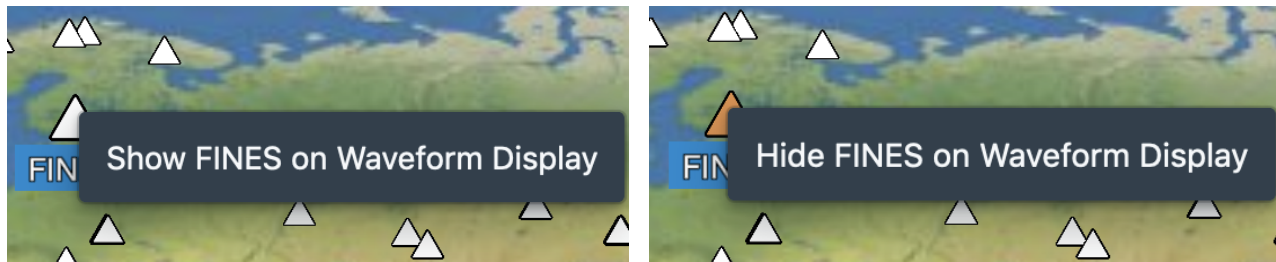 Show FINES on Waveform Display
FIN
Hide FINES on Waveform Display
FIN